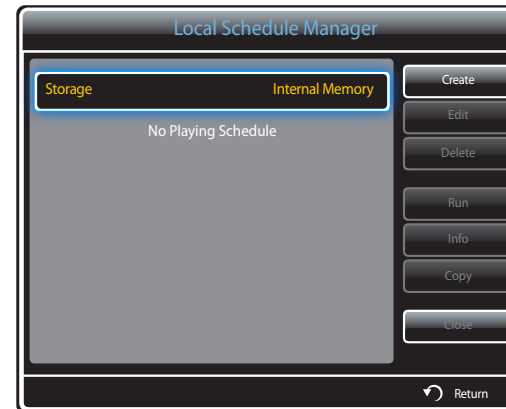 Local Schedule Manager
Storage Internal Memory
No Playing Schedule
Create
Edit
Delete
Run
Info
Copy
Close
Return